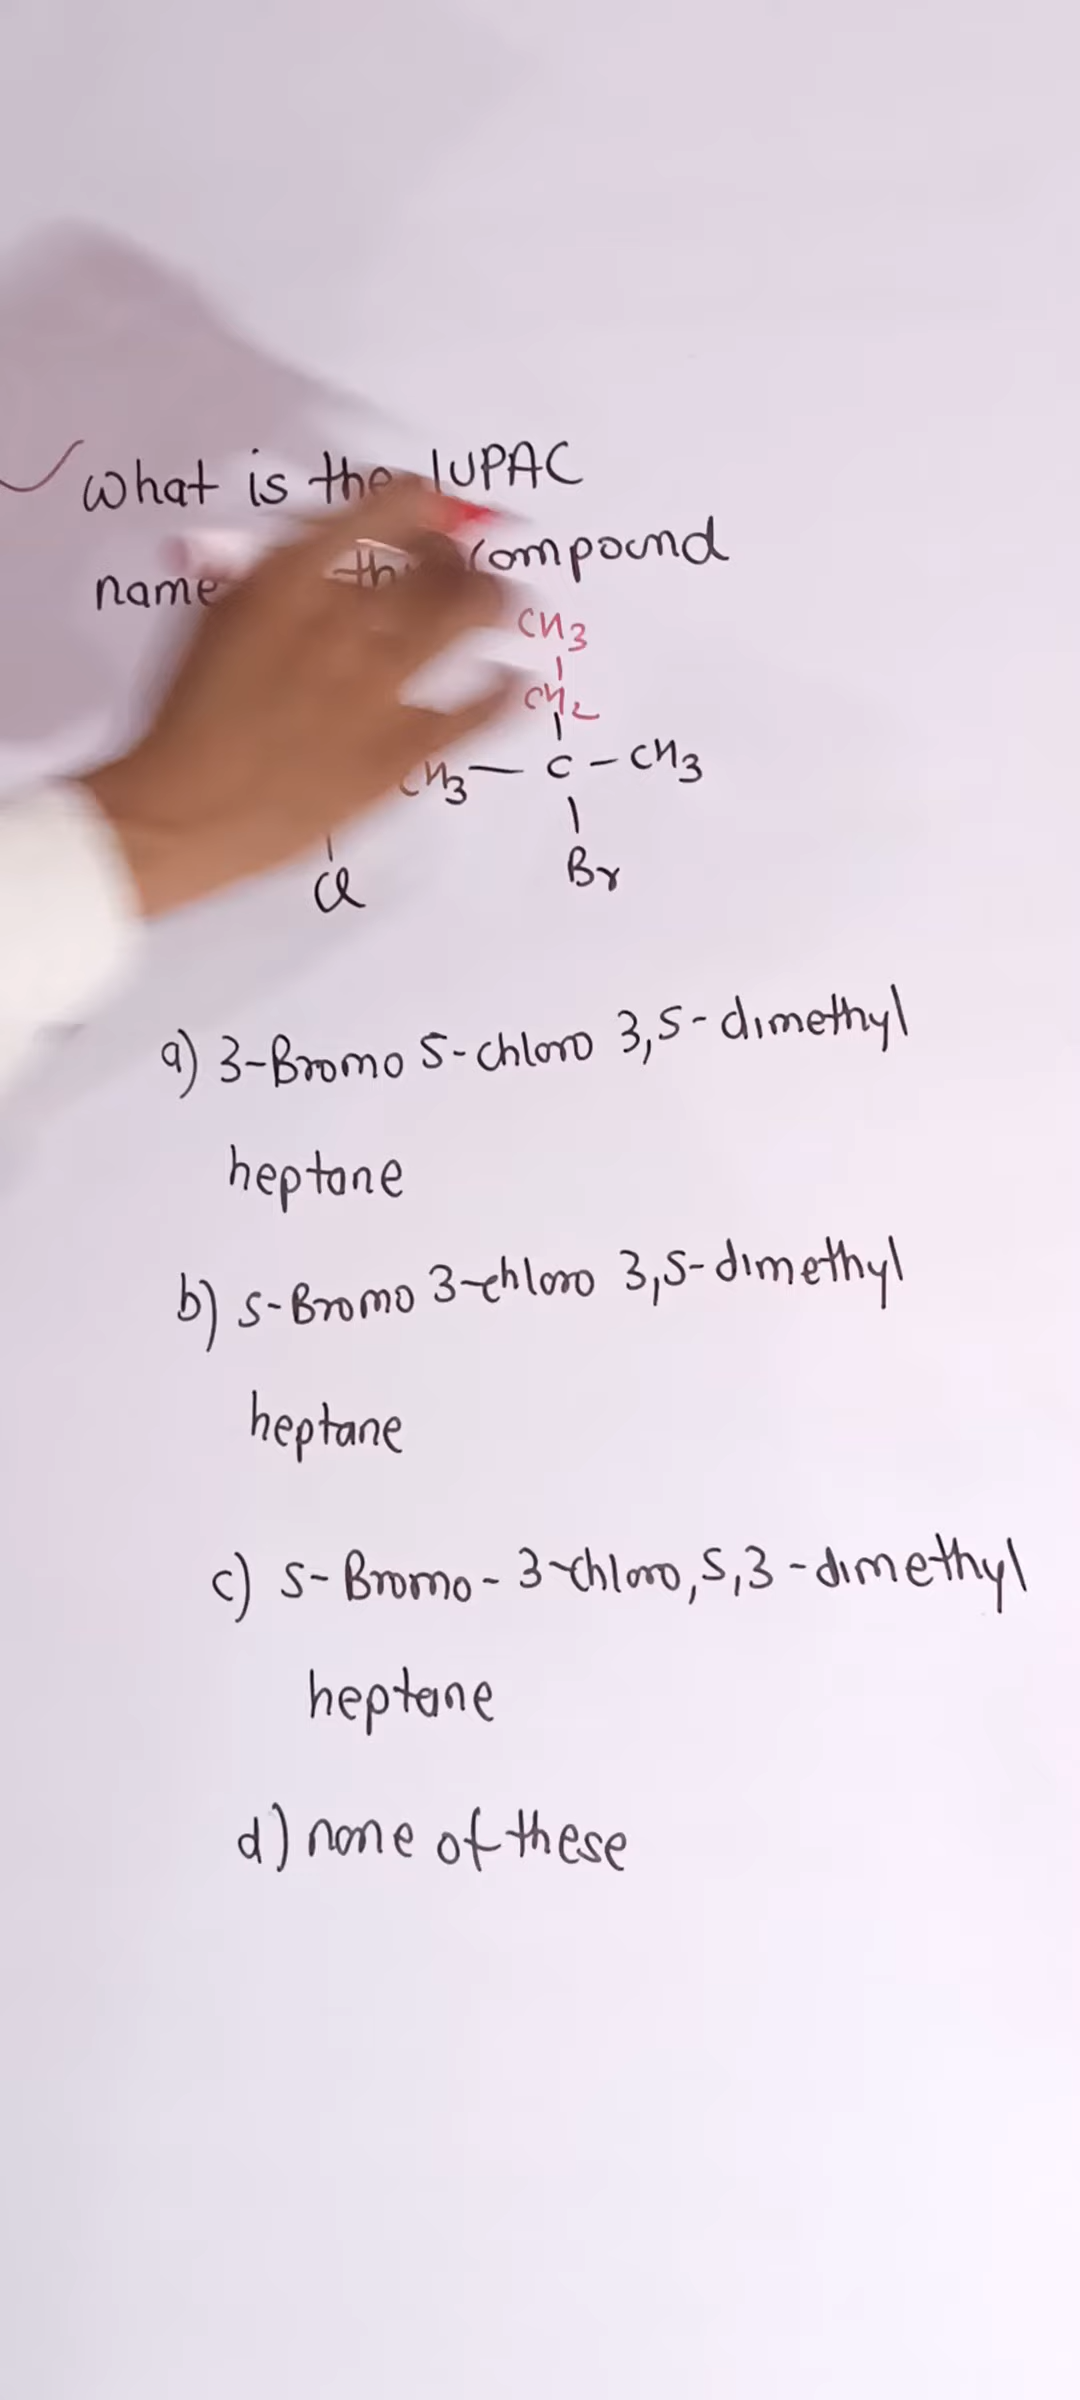 What is the IUPAC
name compound
CH3
CH2
CH3 — C — CH3
Cl Br
a) 3-Bromo 5-chloro 3,5-dimethyl
heptane
b) 5-Bromo 3-chloro 3,5-dimethyl
heptane
c) 5-Bromo-3-chloro,5,3-dimethyl
heptane
d) none of these